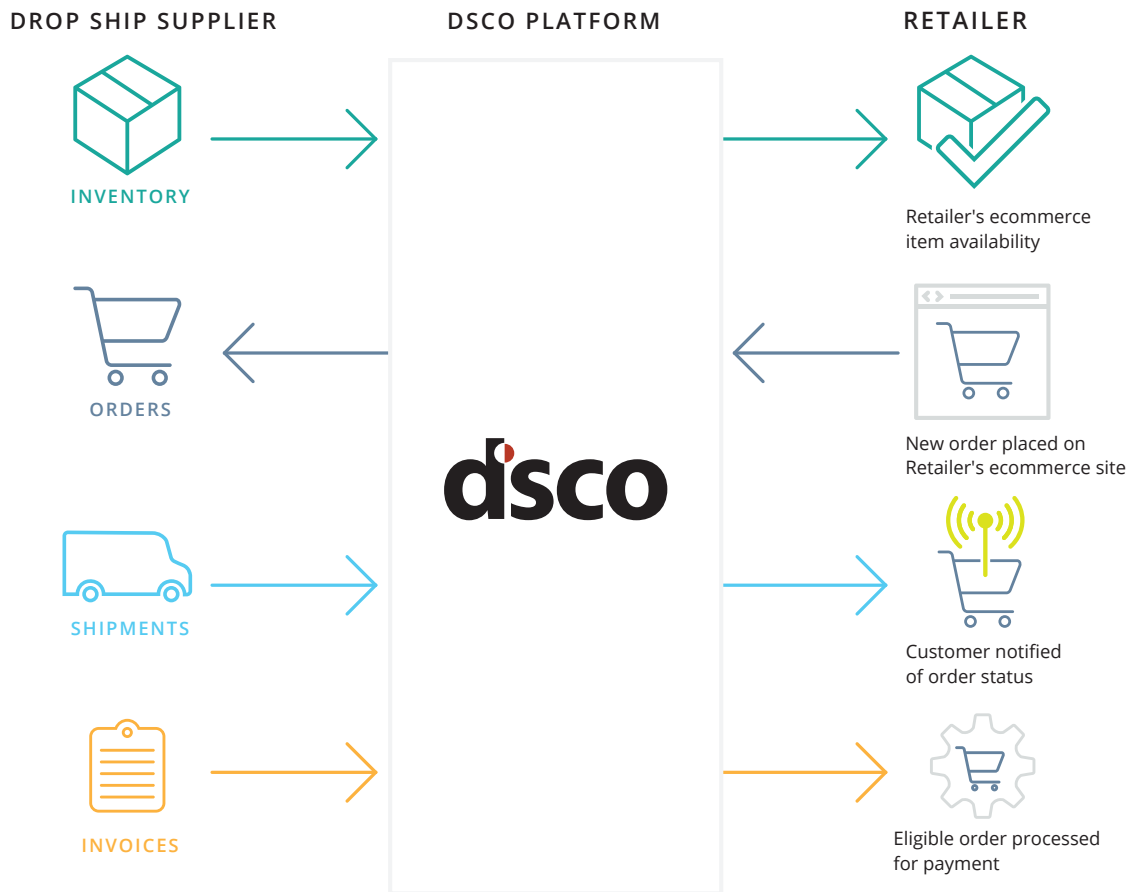 DROP SHIP SUPPLIER
DSCO PLATFORM
RETAILER
INVENTORY
Retailer's ecommerce
item availability
ORDERS
New order placed on
Retailer's ecommerce site
dsco
SHIPMENTS
Customer notified
of order status
INVOICES
Eligible order processed
for payment